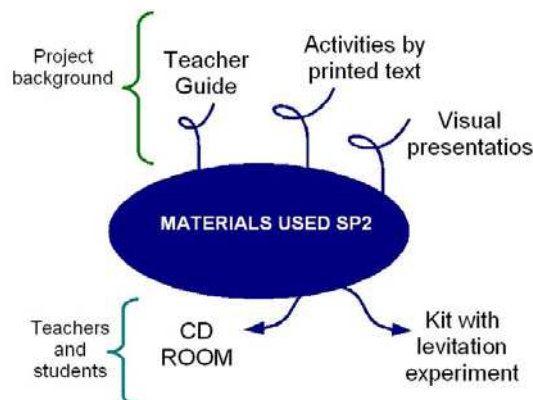 Project
background
Teacher
Guide
Activities by
printed text
Visual
presentatios
MATERIALS USED SP2
Teachers
and
students
CD
ROOM
Kit with
levitation
experiment